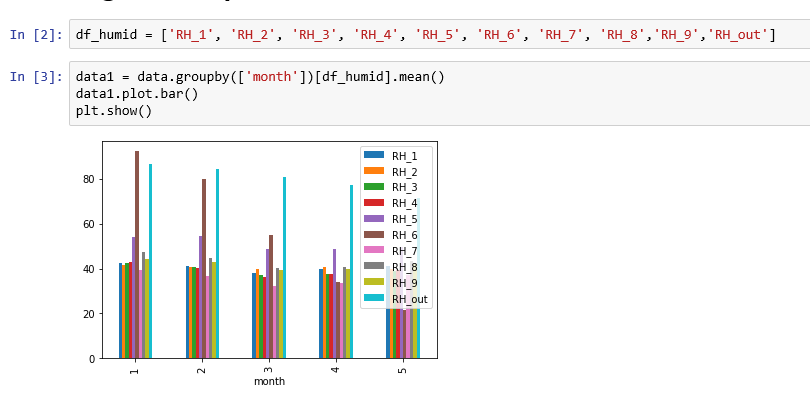 In [2]: df_humid = ['RH_1', 'RH_2', 'RH_3', 'RH_4', 'RH_5', 'RH_6', 'RH_7', 'RH_8','RH_9','RH_out']
In [3]: data1 = data.groupby(['month'])[df_humid].mean()
data1.plot.bar()
plt.show()
RH_1
RH_2
RH_3
RH_4
RH_5
RH_6
RH_7
RH_8
RH_9
RH_out
80
60
40
20
0
1 2 3 4 5
month